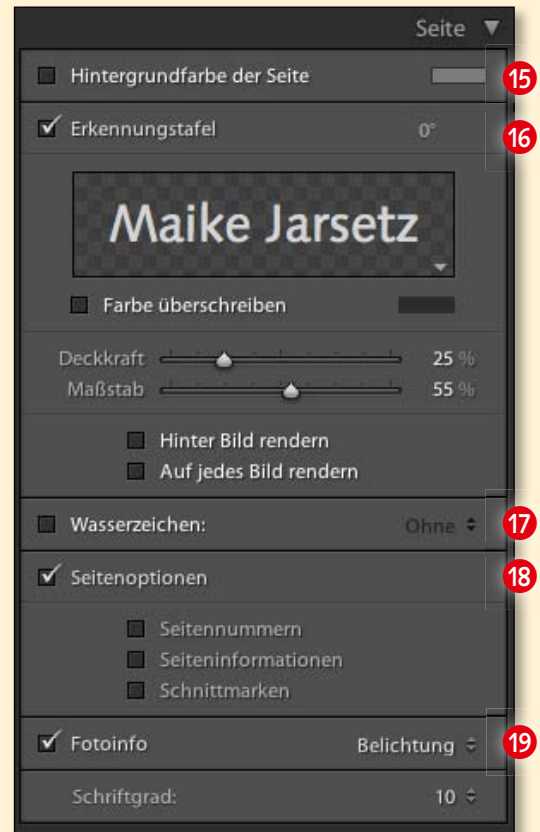 Seite ▼
Hintergrundfarbe der Seite 15
Erkennungstafel 0° 16
Maike Jarsetz
Farbe überschreiben
Deckkraft 25 %
Maßstab 55 %
Hinter Bild rendern
Auf jedes Bild rendern
Wasserzeichen: Ohne 17
Seitenoptionen 18
Seitennummern
Seiteninformationen
Schnittmarken
Fotoinfo Belichtung 19
Schriftgrad: 10